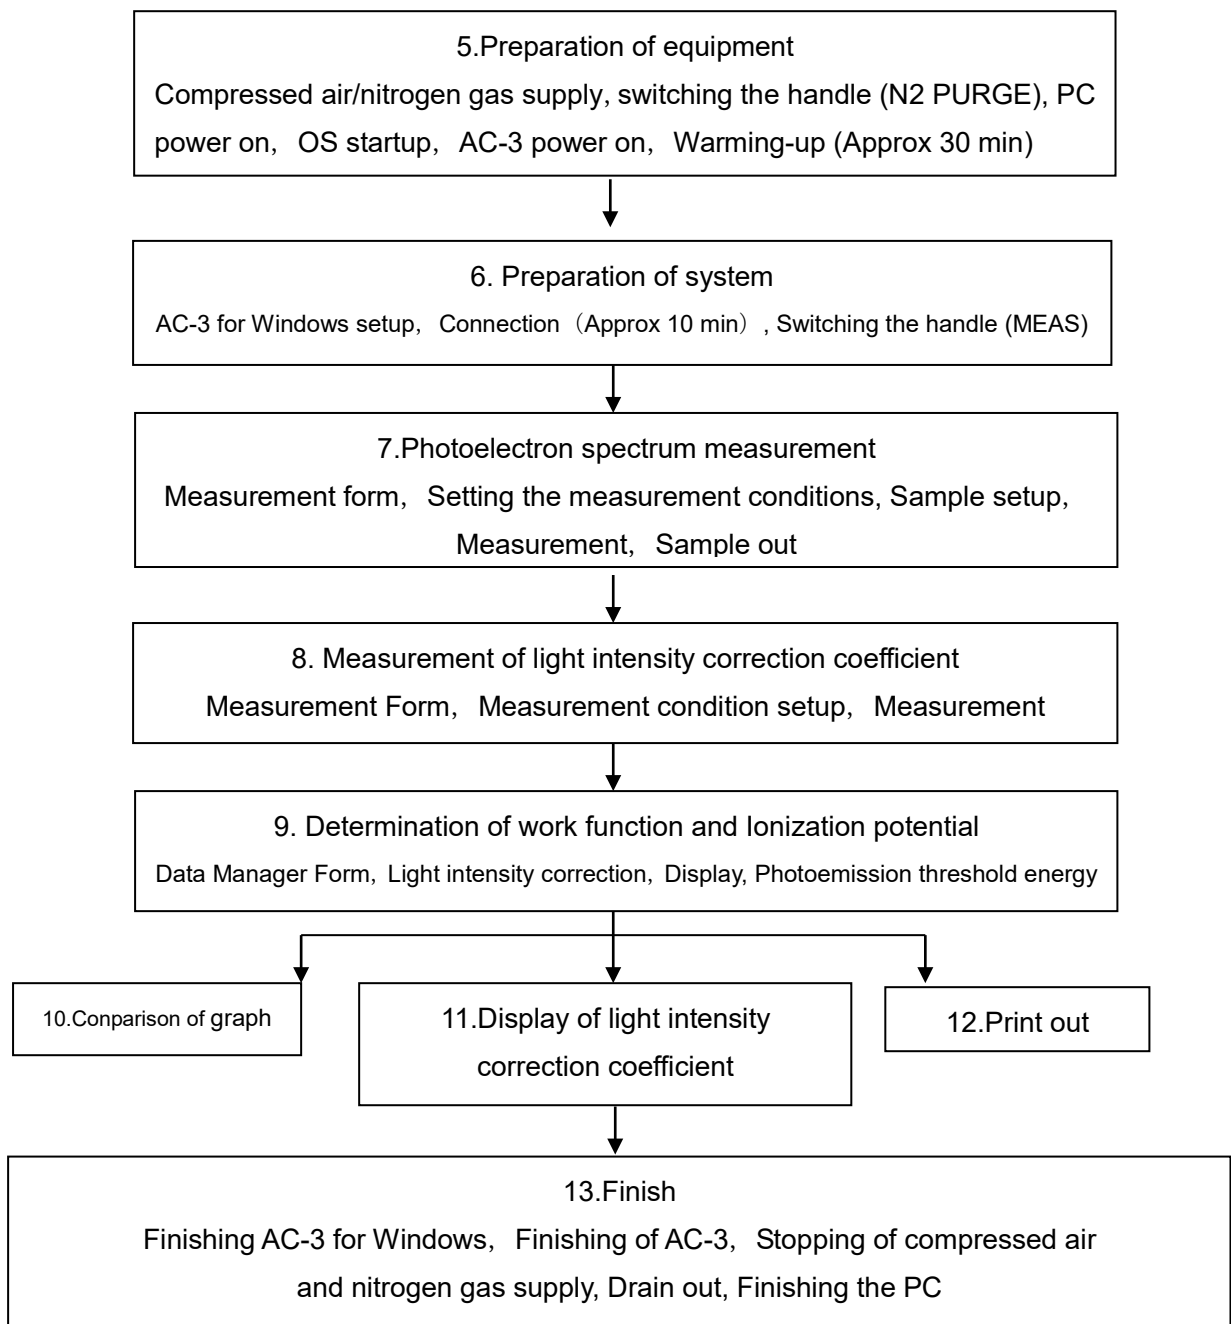 5.Preparation of equipment
Compressed air/nitrogen gas supply, switching the handle (N2 PURGE), PC
power on， OS startup， AC-3 power on， Warming-up (Approx 30 min)
6. Preparation of system
AC-3 for Windows setup， Connection（Approx 10 min）, Switching the handle (MEAS)
7.Photoelectron spectrum measurement
Measurement form， Setting the measurement conditions, Sample setup，
Measurement， Sample out
8. Measurement of light intensity correction coefficient
Measurement Form， Measurement condition setup， Measurement
9. Determination of work function and Ionization potential
Data Manager Form，Light intensity correction，Display, Photoemission threshold energy
10.Conparison of graph
11.Display of light intensity
correction coefficient
12.Print out
13.Finish
Finishing AC-3 for Windows， Finishing of AC-3， Stopping of compressed air
and nitrogen gas supply, Drain out, Finishing the PC